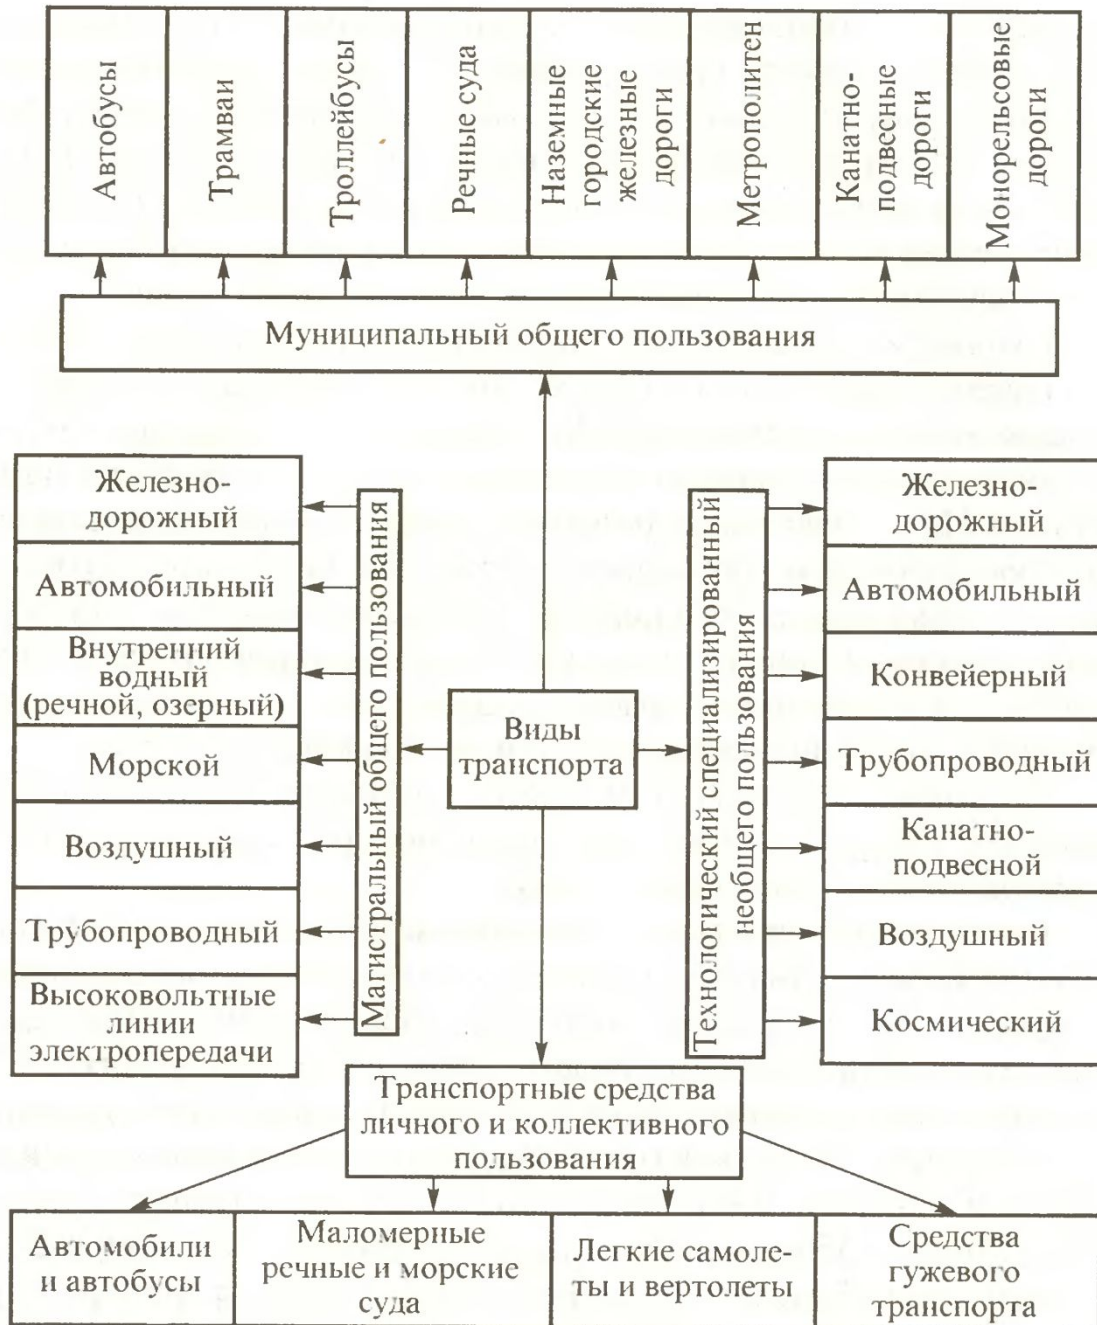 Автобусы
Трамваи
Троллейбусы
Речные суда
Наземные
городские
железные
дороги
Метрополитен
Канатно-
подвесные
дороги
Монорельсовые
дороги
Муниципальный общего пользования
Железно-
дорожный
Автомобильный
Внутренний
водный
(речной, озерный)
Морской
Воздушный
Трубопроводный
Высоковольтные
линии
электропередачи
Магистральный общего пользования
Виды
транспорта
Технологический специализированный
необщего пользования
Железно-
дорожный
Автомобильный
Конвейерный
Трубопроводный
Канатно-
подвесной
Воздушный
Космический
Транспортные средства
личного и коллективного
пользования
Автомобили
и автобусы
Маломерные
речные и морские
суда
Легкие самоле-
ты и вертолеты
Средства
гужевого
транспорта